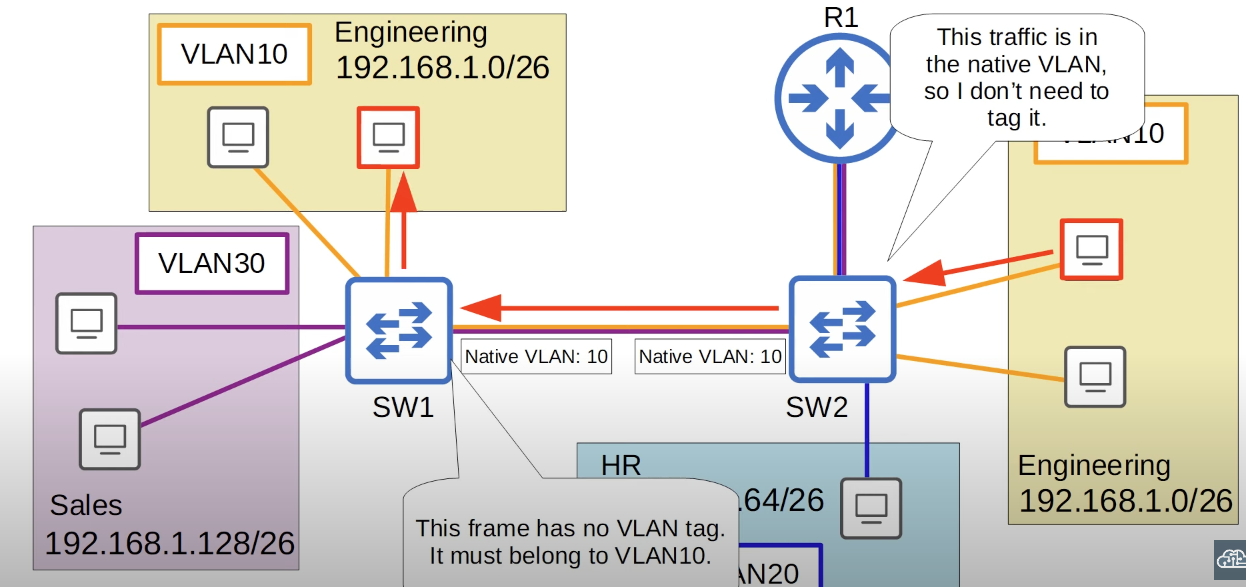 VLAN10
Engineering
192.168.1.0/26
R1
This traffic is in
the native VLAN,
so I don’t need to
tag it.
VLAN10
VLAN30
Native VLAN: 10
Native VLAN: 10
SW1
SW2
Sales
192.168.1.128/26
HR
.64/26
This frame has no VLAN tag.
It must belong to VLAN10.
AN20
Engineering
192.168.1.0/26